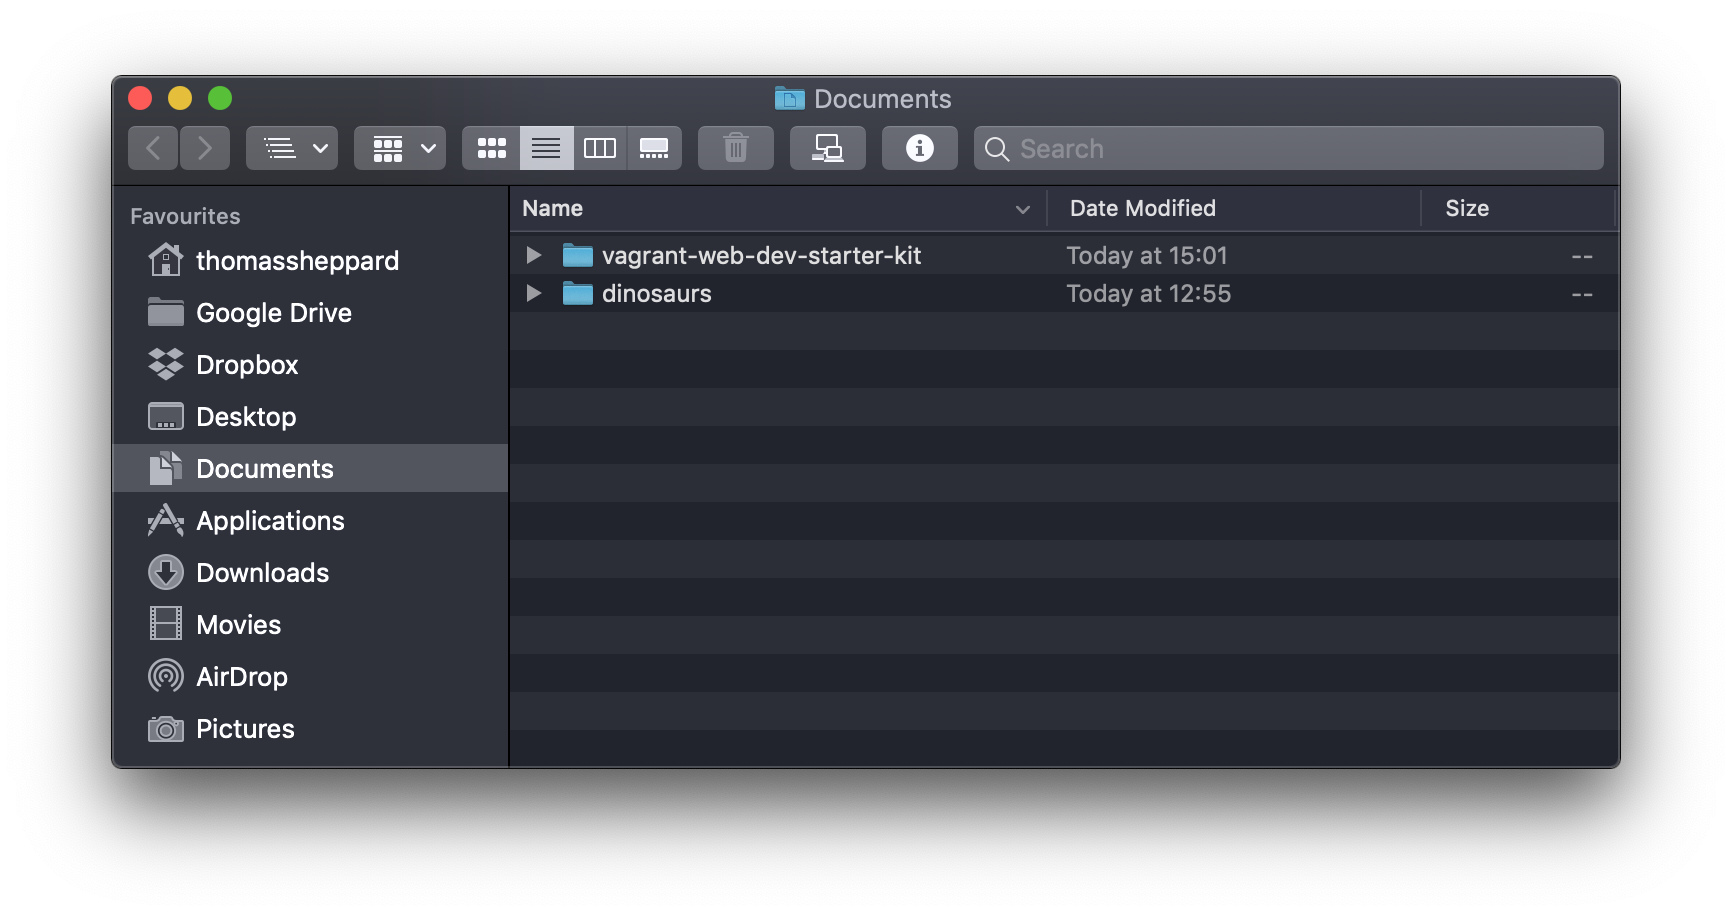 Documents
Search
Favourites
thomassheppard
Google Drive
Dropbox
Desktop
Documents
Applications
Downloads
Movies
AirDrop
Pictures
Name Date Modified Size
vagrant-web-dev-starter-kit Today at 15:01 --
dinosaurs Today at 12:55 --